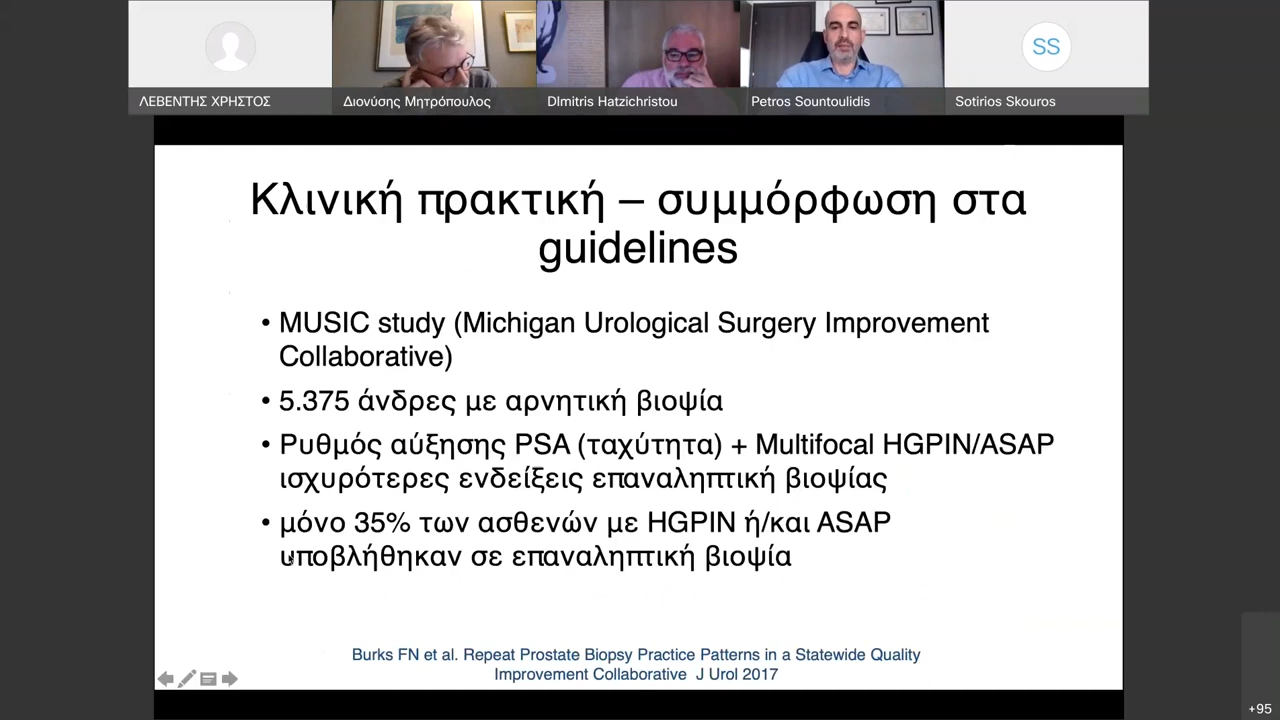 ΛΕΒΕΝΤΗΣ ΧΡΗΣΤΟΣ
Διονύσης Μητρόπουλος
DImitris Hatzichristou
Petros Sountoulidis
SS
Sotirios Skouros
Κλινική πρακτική – συμμόρφωση στα
guidelines
• MUSIC study (Michigan Urological Surgery Improvement
Collaborative)
• 5.375 άνδρες με αρνητική βιοψία
• Ρυθμός αύξησης PSA (ταχύτητα) + Multifocal HGPIN/ASAP
ισχυρότερες ενδείξεις επαναληπτική βιοψίας
• μόνο 35% των ασθενών με HGPIN ή/και ASAP
υποβλήθηκαν σε επαναληπτική βιοψία
Burks FN et al. Repeat Prostate Biopsy Practice Patterns in a Statewide Quality
Improvement Collaborative J Urol 2017
+95